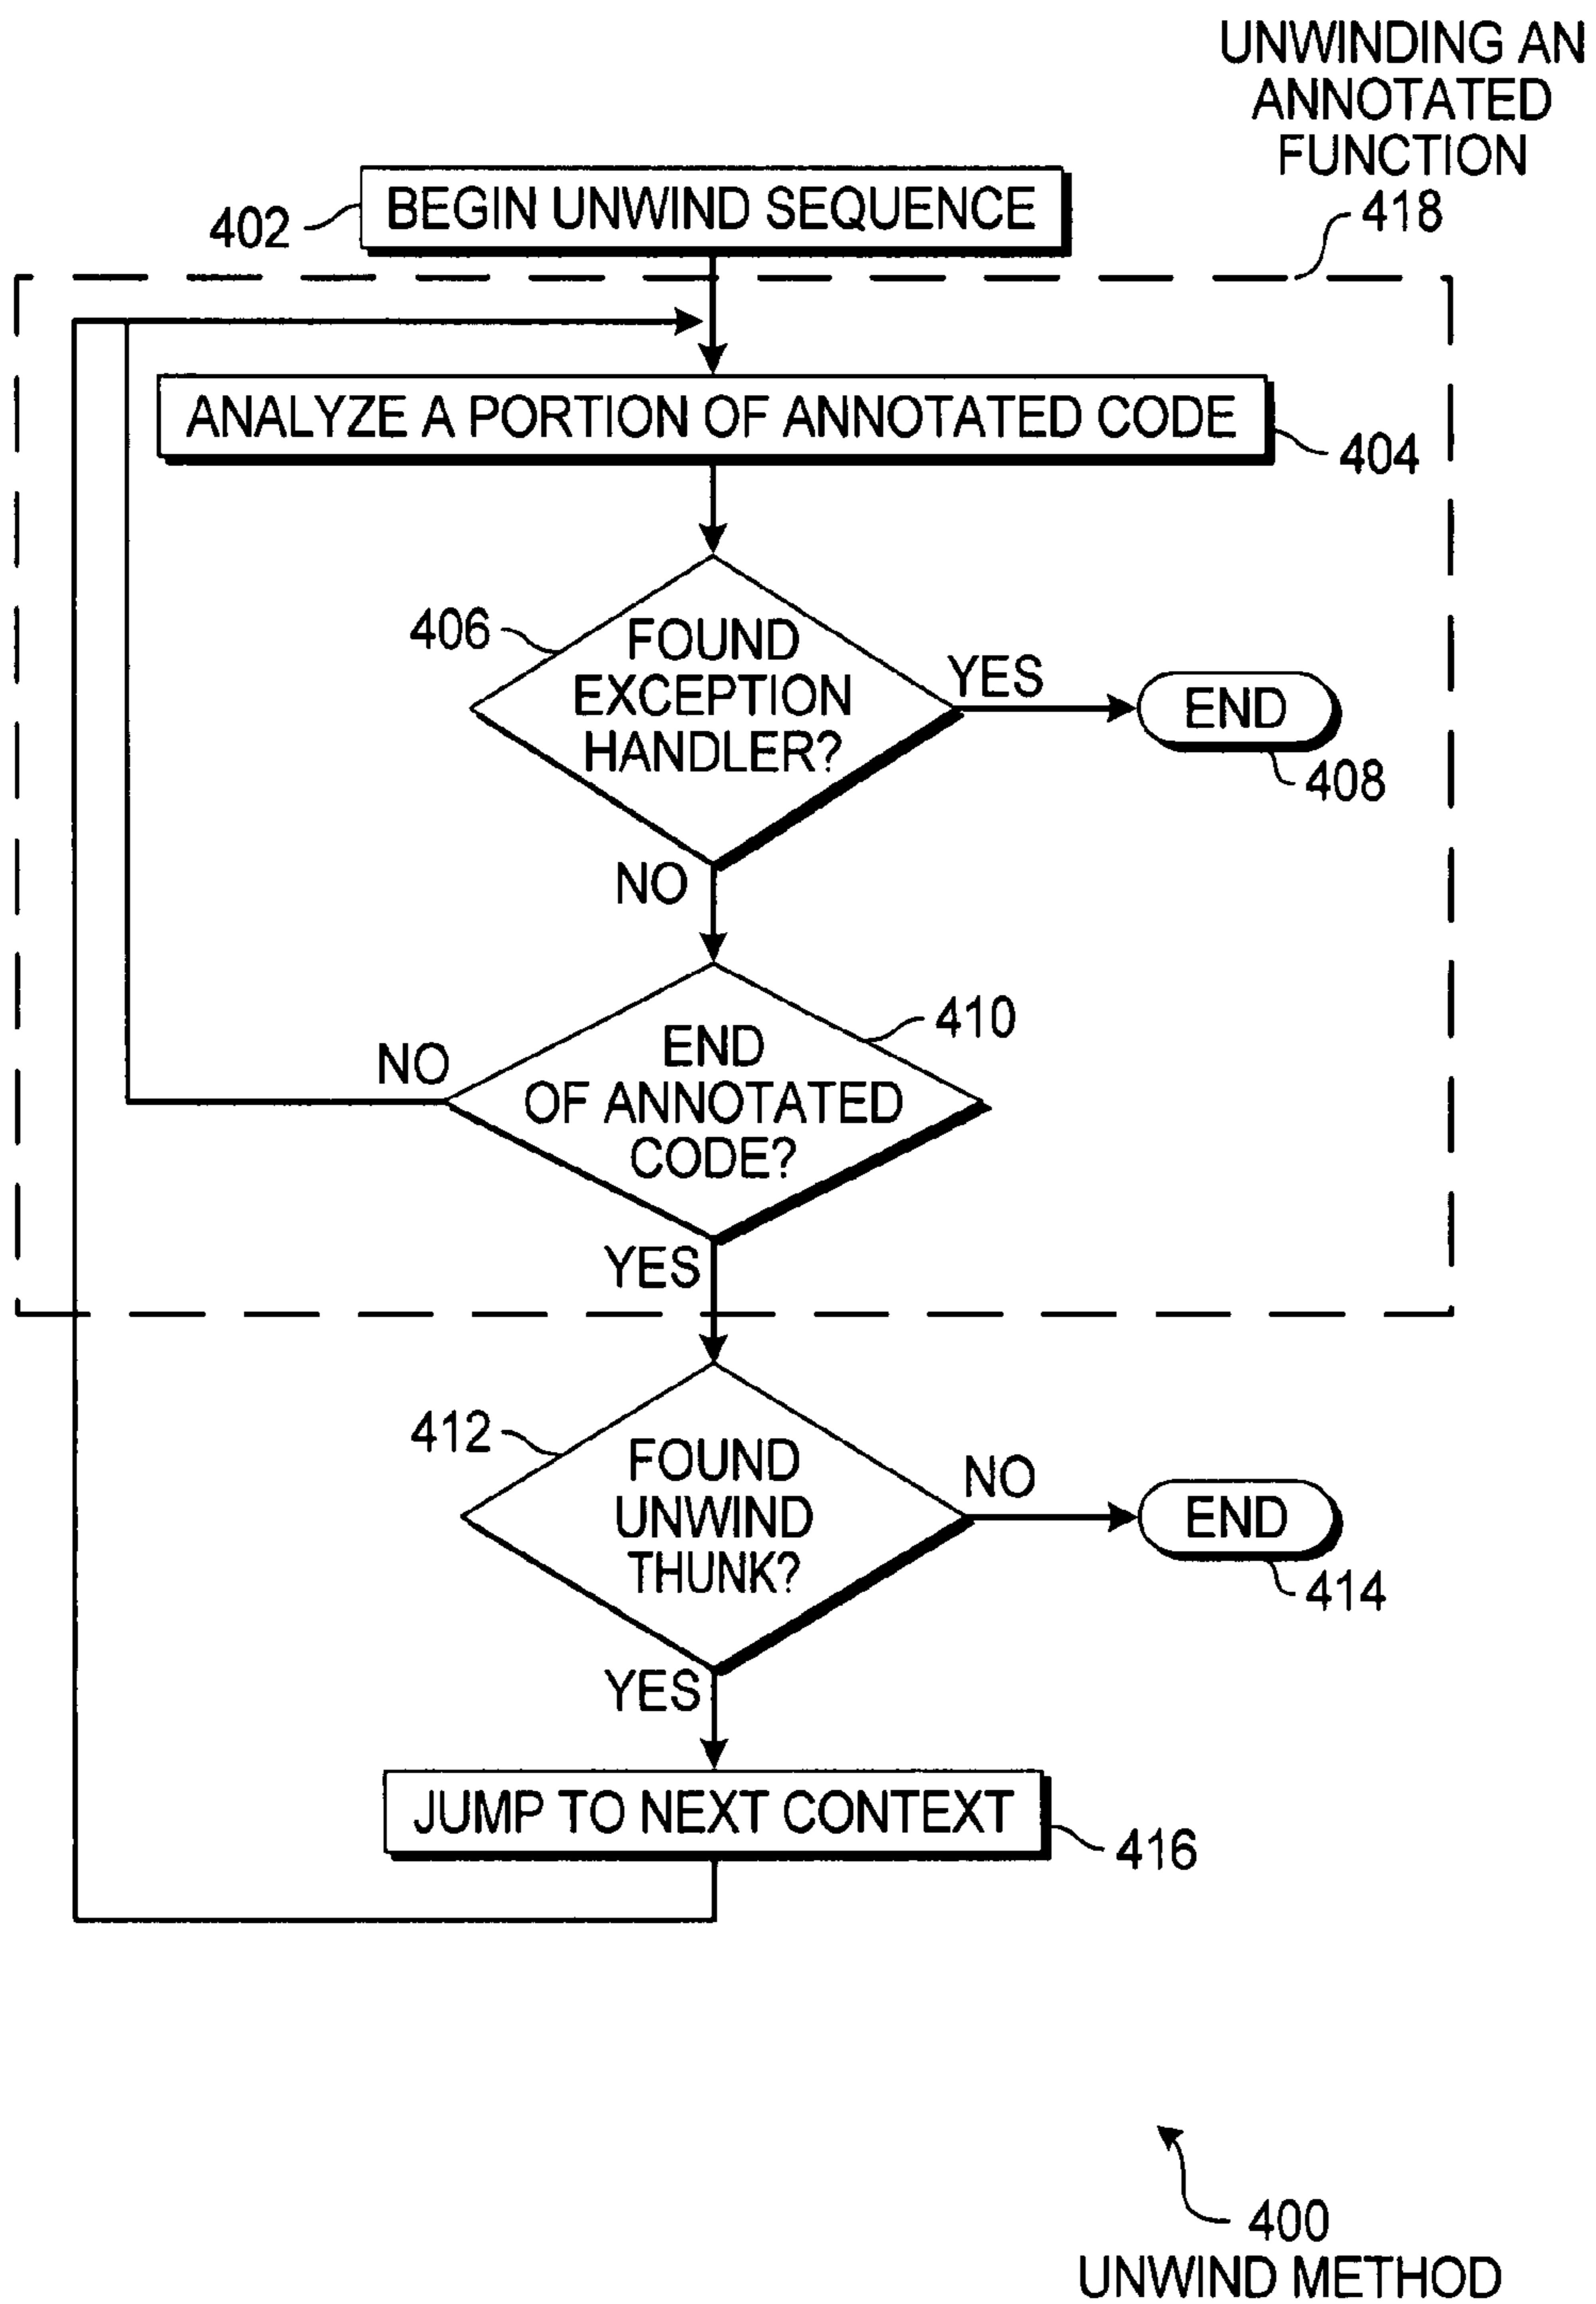 UNWINDING AN
ANNOTATED
FUNCTION
418
BEGIN UNWIND SEQUENCE
402
ANALYZE A PORTION OF ANNOTATED CODE
404
406
FOUND
EXCEPTION
HANDLER?
YES
END
408
NO
410
END
OF ANNOTATED
CODE?
NO
YES
412
FOUND
UNWIND
THUNK?
NO
END
414
YES
JUMP TO NEXT CONTEXT
416
400
UNWIND METHOD